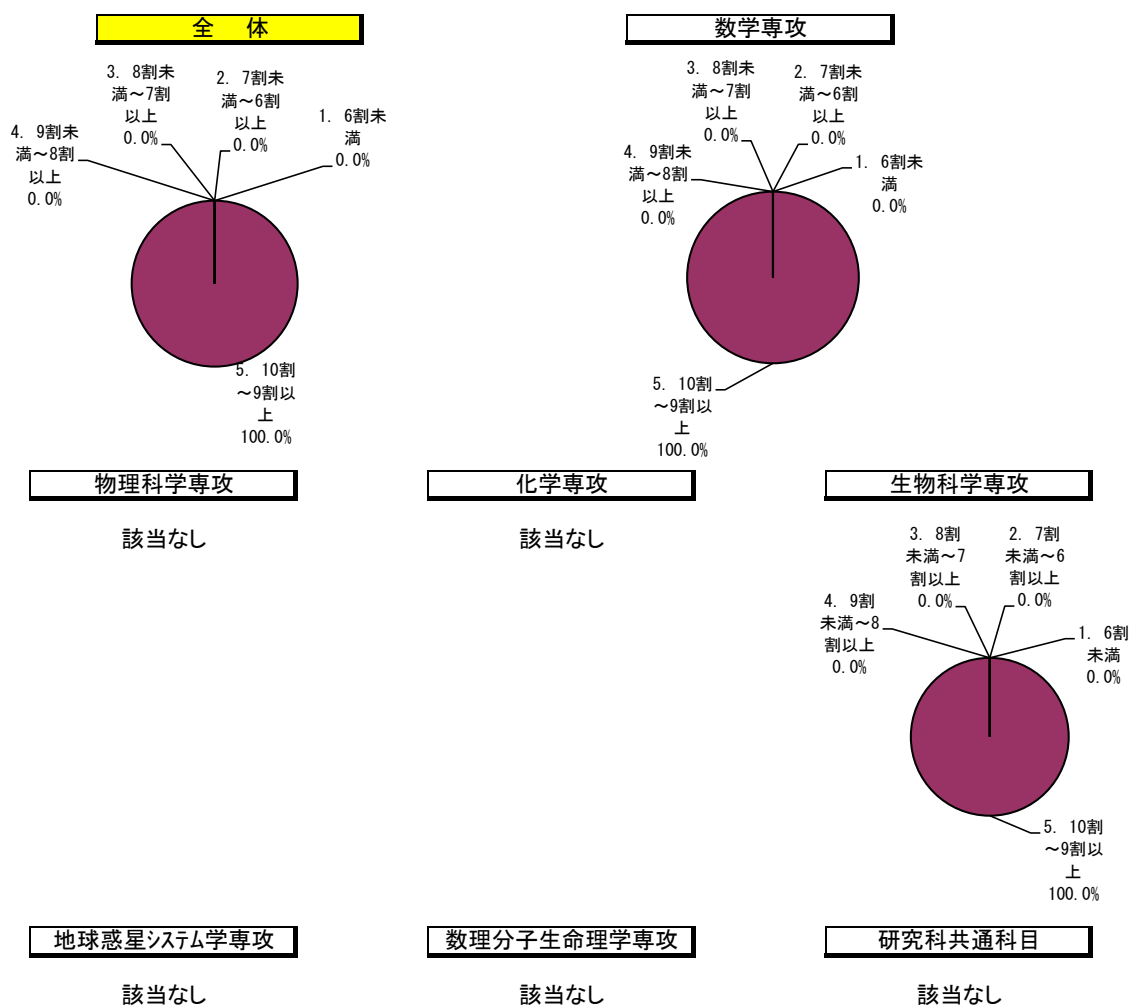 全　体
3. 8割未
満～7割
以上
0.0%
2. 7割未
満～6割
以上
0.0%
1. 6割未
満
0.0%
4. 9割未
満～8割
以上
0.0%
5. 10割
～9割以
上
100.0%
数学専攻
3. 8割未
満～7割
以上
0.0%
2. 7割未
満～6割
以上
0.0%
1. 6割未
満
0.0%
4. 9割未
満～8割
以上
0.0%
5. 10割
～9割以
上
100.0%
物理科学専攻
該当なし
化学専攻
該当なし
生物科学専攻
3. 8割
未満～7
割以上
0.0%
2. 7割
未満～6
割以上
0.0%
4. 9割
未満～8
割以上
0.0%
1. 6割
未満
0.0%
5. 10割
～9割以
上
100.0%
地球惑星システム学専攻
該当なし
数理分子生命理学専攻
該当なし
研究科共通科目
該当なし